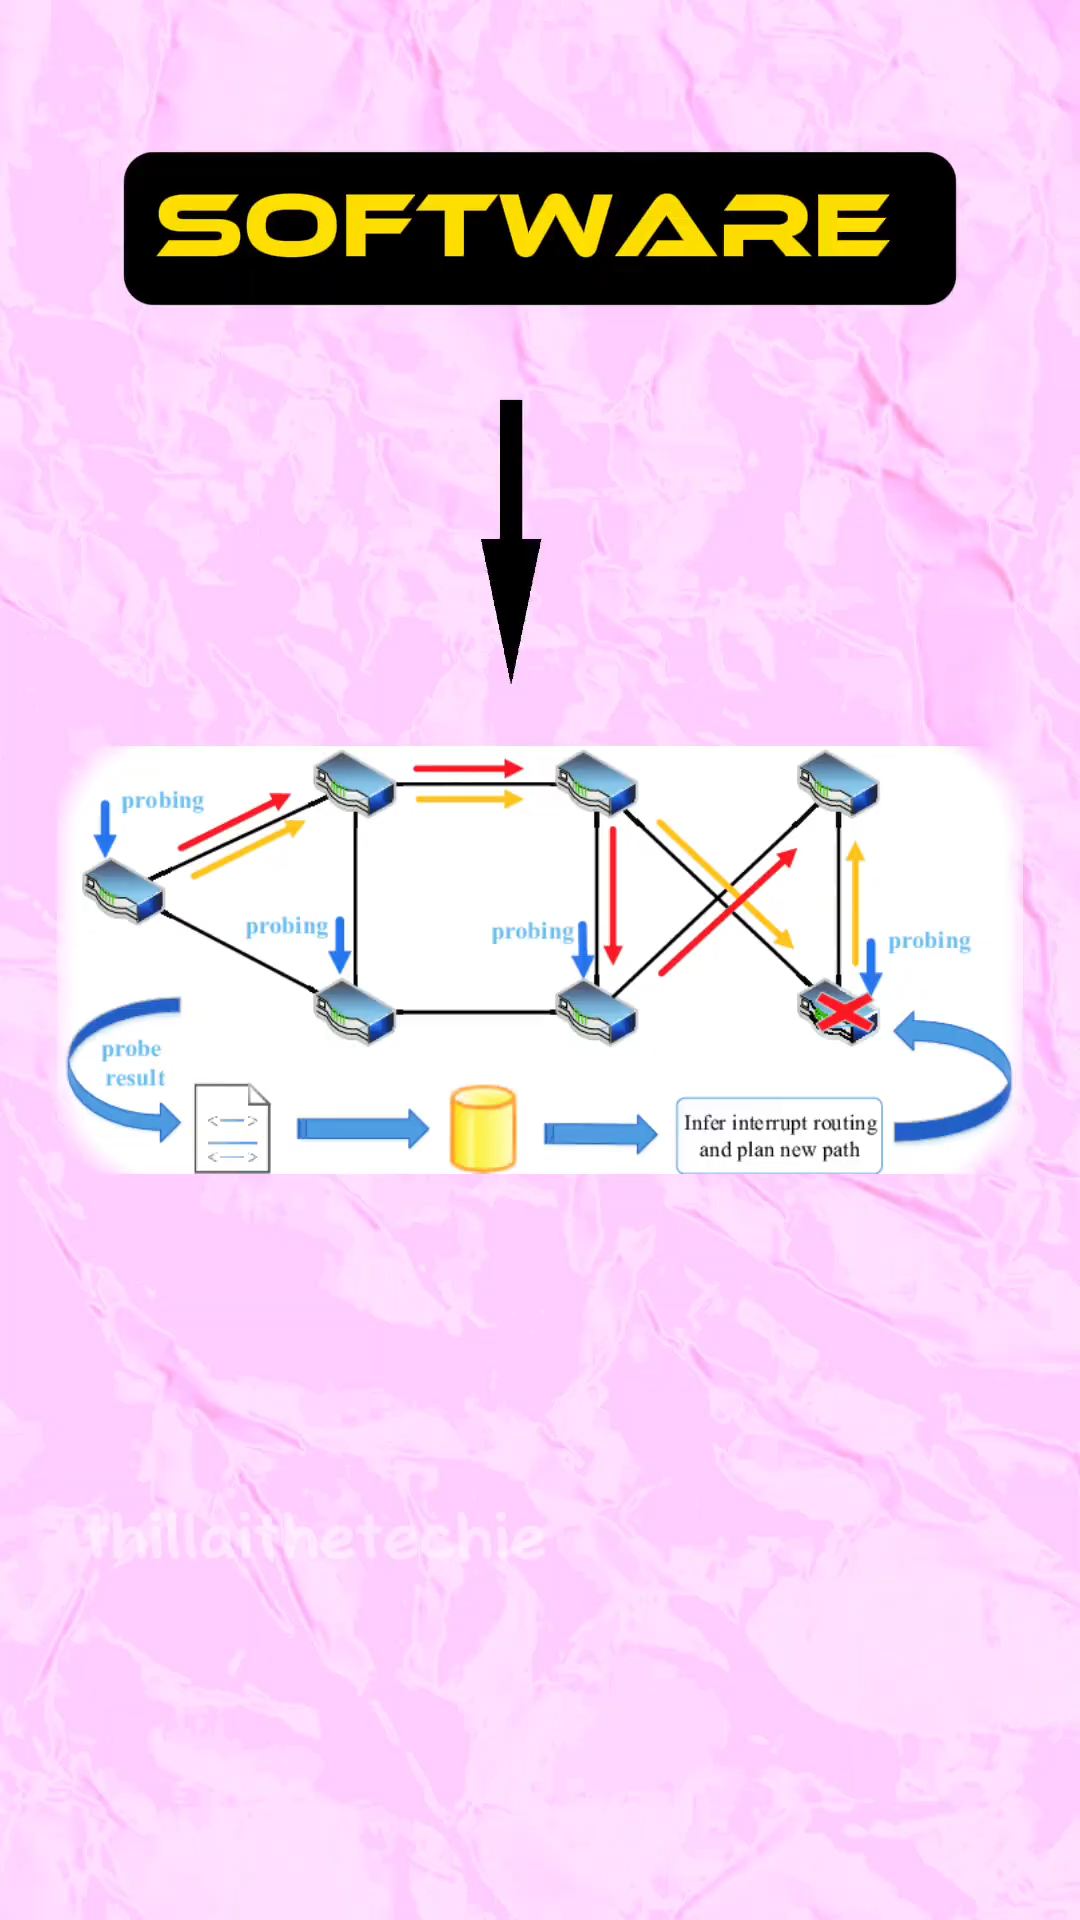 SOFTWARE
probing
probing
probing
probing
probe
result
<—>
<—>
Infer interrupt routing
and plan new path
thillaithetechie